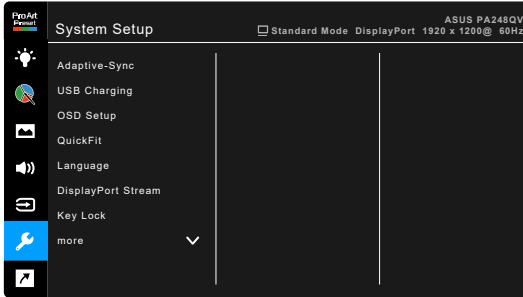 ProArt
Preset
System Setup
ASUS PA248QV
Standard Mode DisplayPort 1920 x 1200@ 60Hz
Adaptive-Sync
USB Charging
OSD Setup
QuickFit
Language
DisplayPort Stream
Key Lock
more